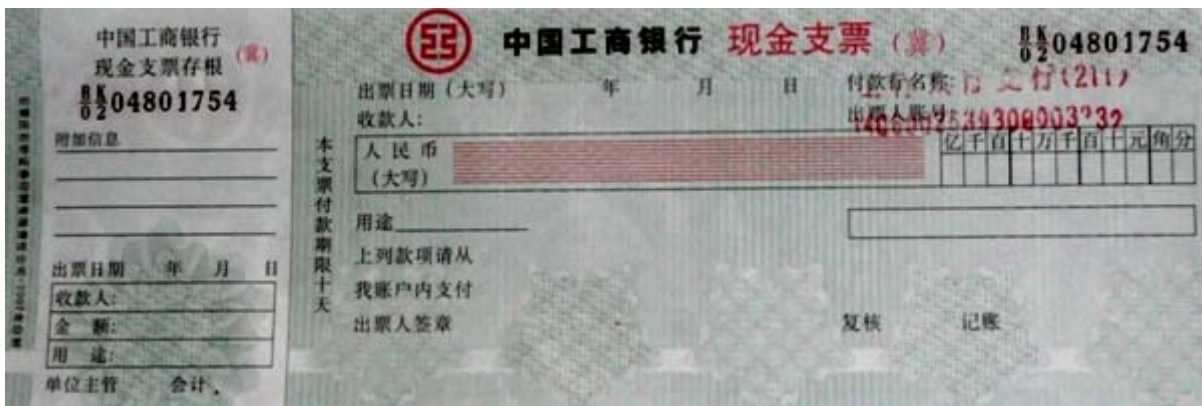 中国工商银行
现金支票存根 (冀)
BK
02 04801754
附加信息
出票日期 年 月 日
收款人:
金 额:
用 途:
单位主管 会计
本支票付款期限十天
中国工商银行 现金支票 (冀) BK
02 04801754
出票日期 (大写) 年 月 日 付款行名称: 支行(211)
收款人: 出票人账号:
人民币
(大写)
亿千百十万千百十元角分
用途
上列款项请从
我账户内支付
出票人签章 复核 记账